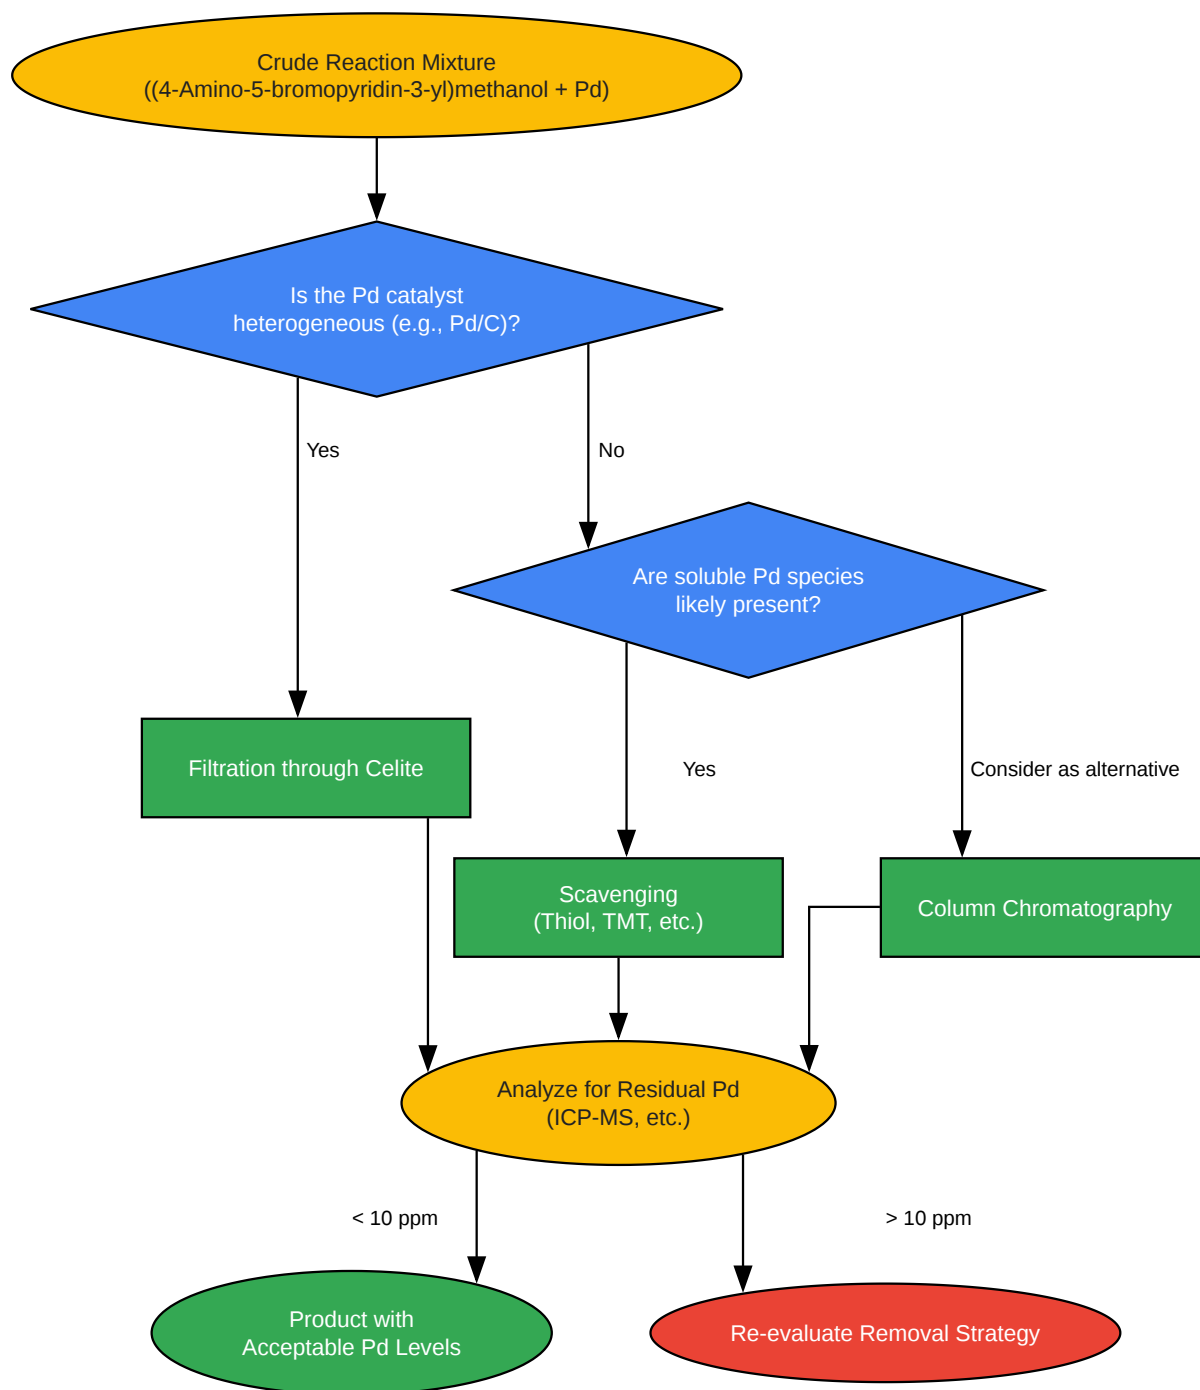 Crude Reaction Mixture
((4-Amino-5-bromopyridin-3-yl)methanol + Pd)
Is the Pd catalyst
heterogeneous (e.g., Pd/C)?
Yes
No
Are soluble Pd species
likely present?
Filtration through Celite
Yes
Consider as alternative
Scavenging
(Thiol, TMT, etc.)
Column Chromatography
Analyze for Residual Pd
(ICP-MS, etc.)
< 10 ppm
> 10 ppm
Product with
Acceptable Pd Levels
Re-evaluate Removal Strategy